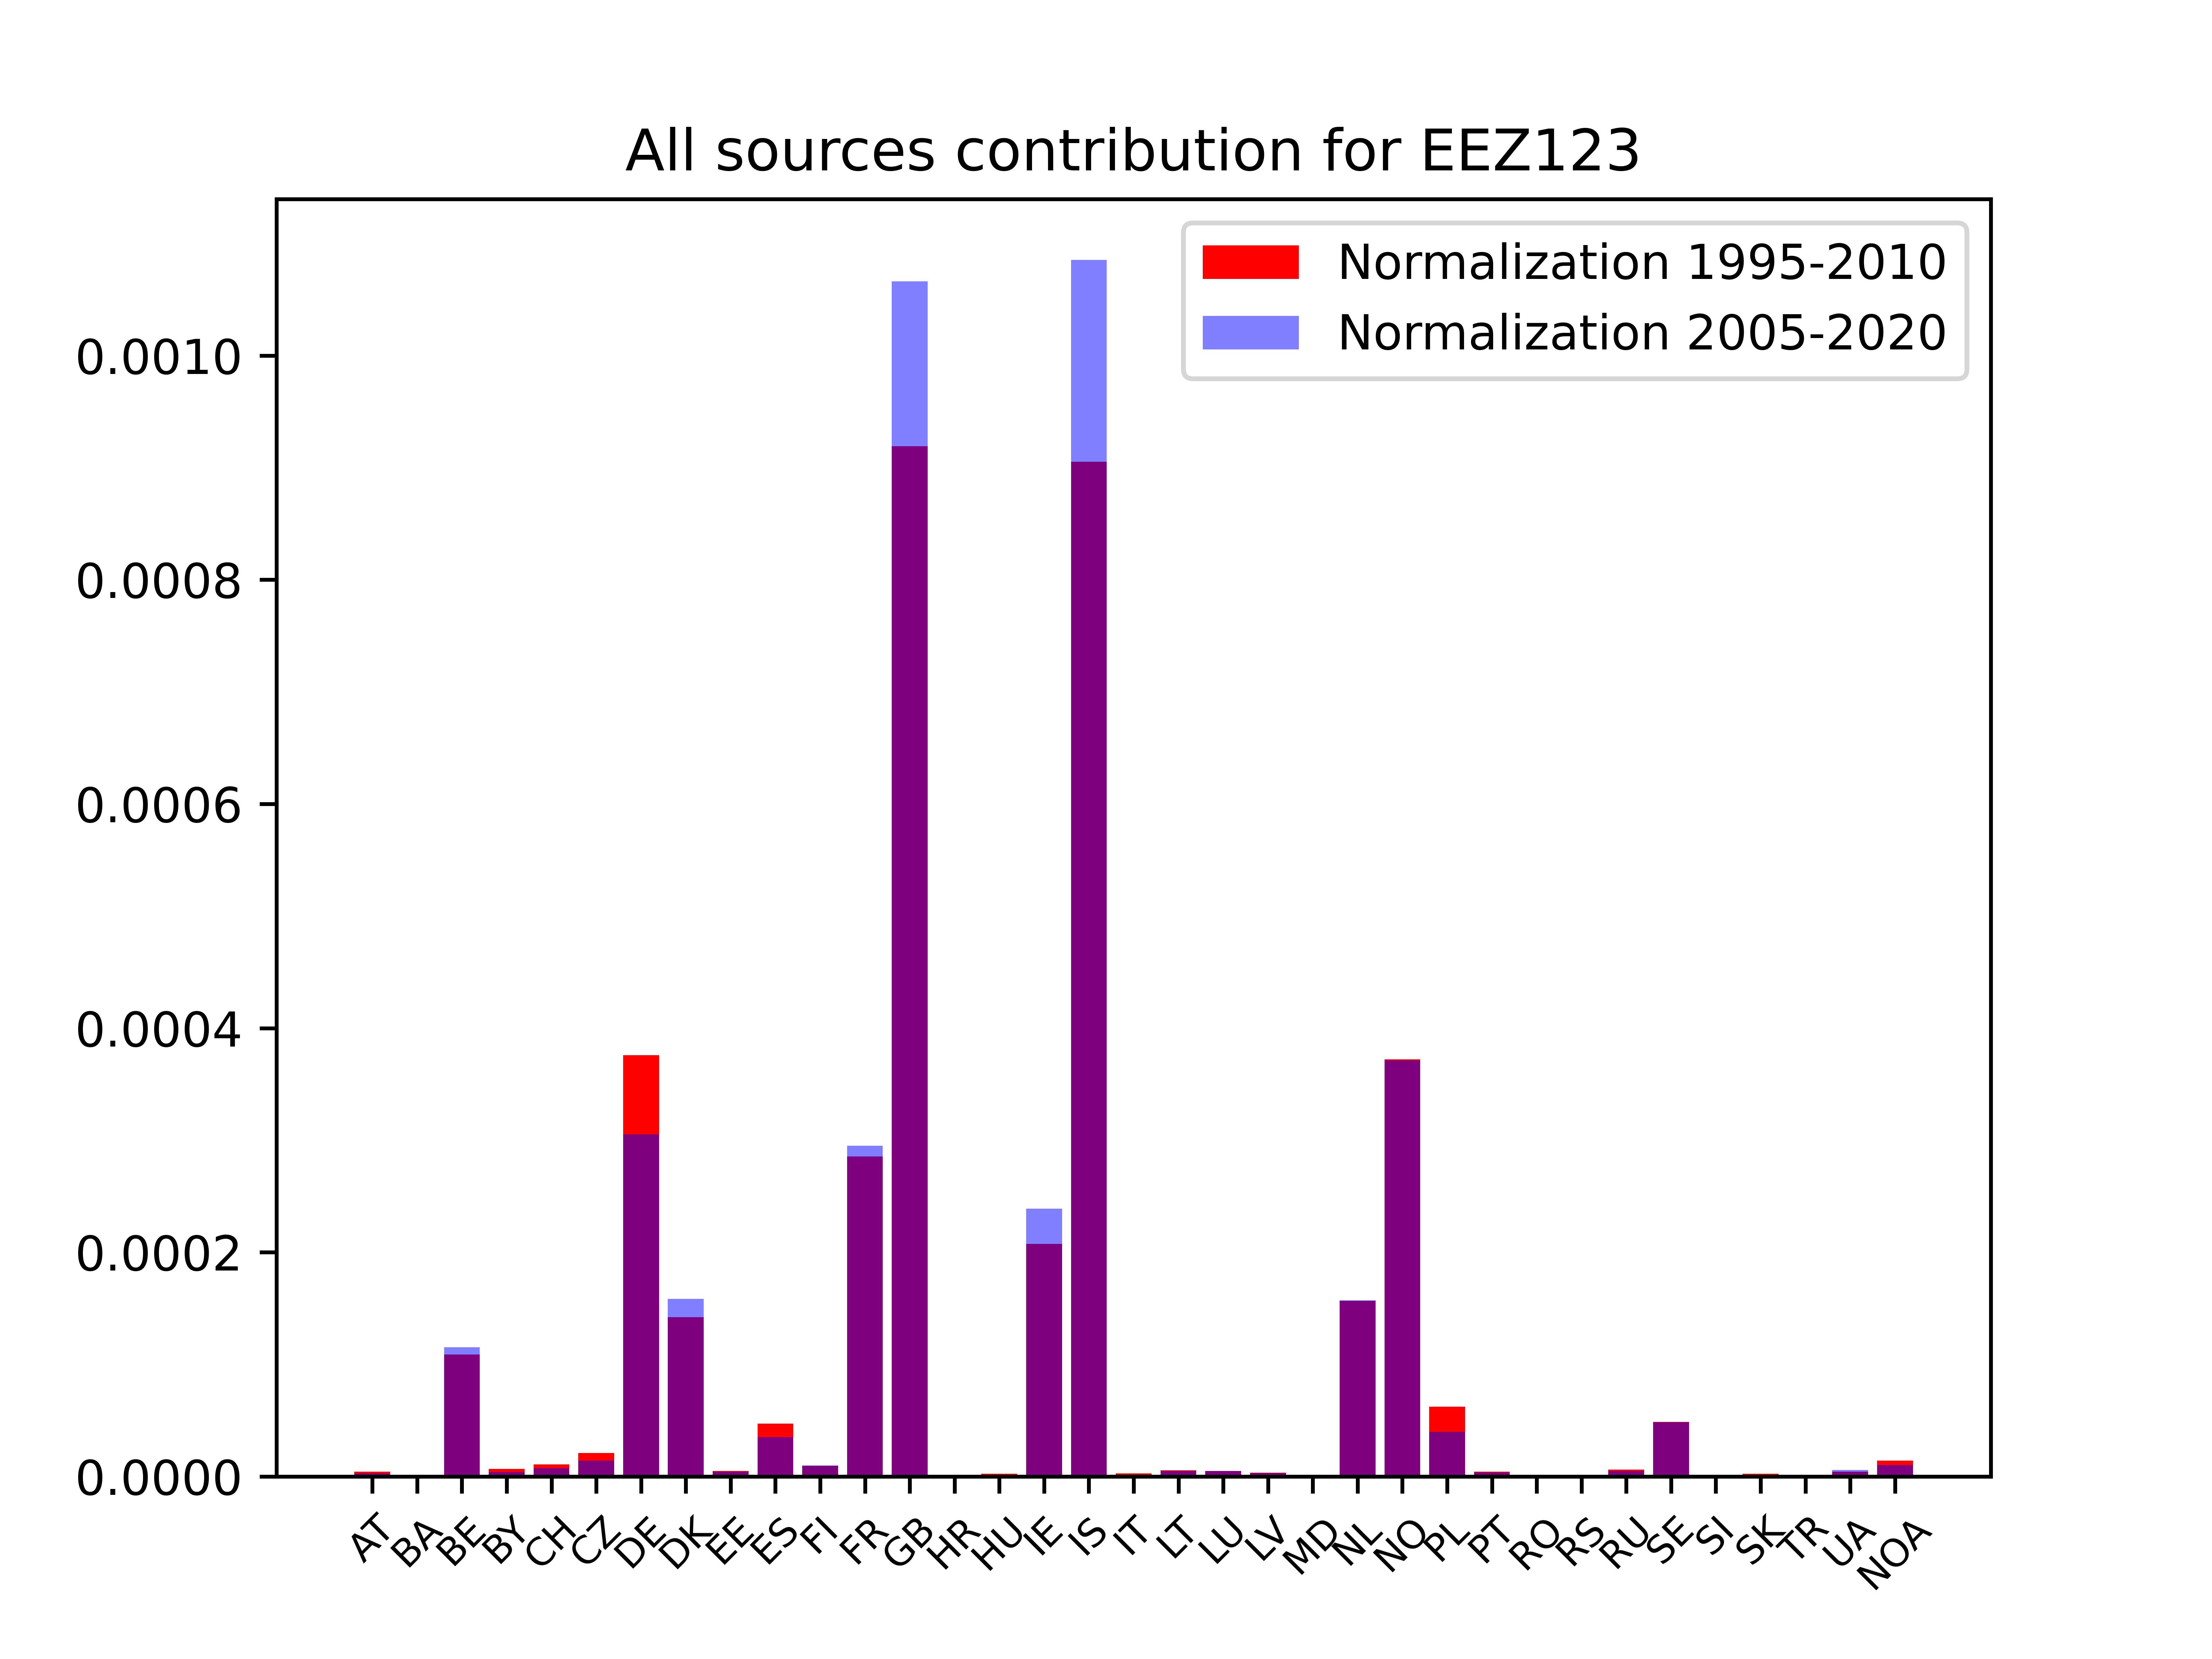 All sources contribution for EEZ123
Normalization 1995-2010
Normalization 2005-2020
0.0010
0.0008
0.0006
0.0004
0.0002
0.0000
AT BA BE BY CH CZ DE DK EE ES FI FR GB HR HU IE IS IT LT LU LV MD NL NO PL PT RO RS RU SE SI SK TR UA NOA